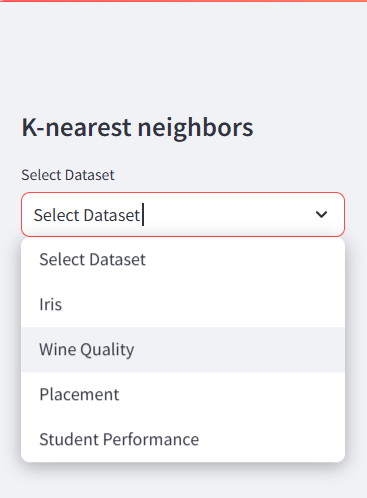 K-nearest neighbors
Select Dataset
Select Dataset
Select Dataset
Iris
Wine Quality
Placement
Student Performance